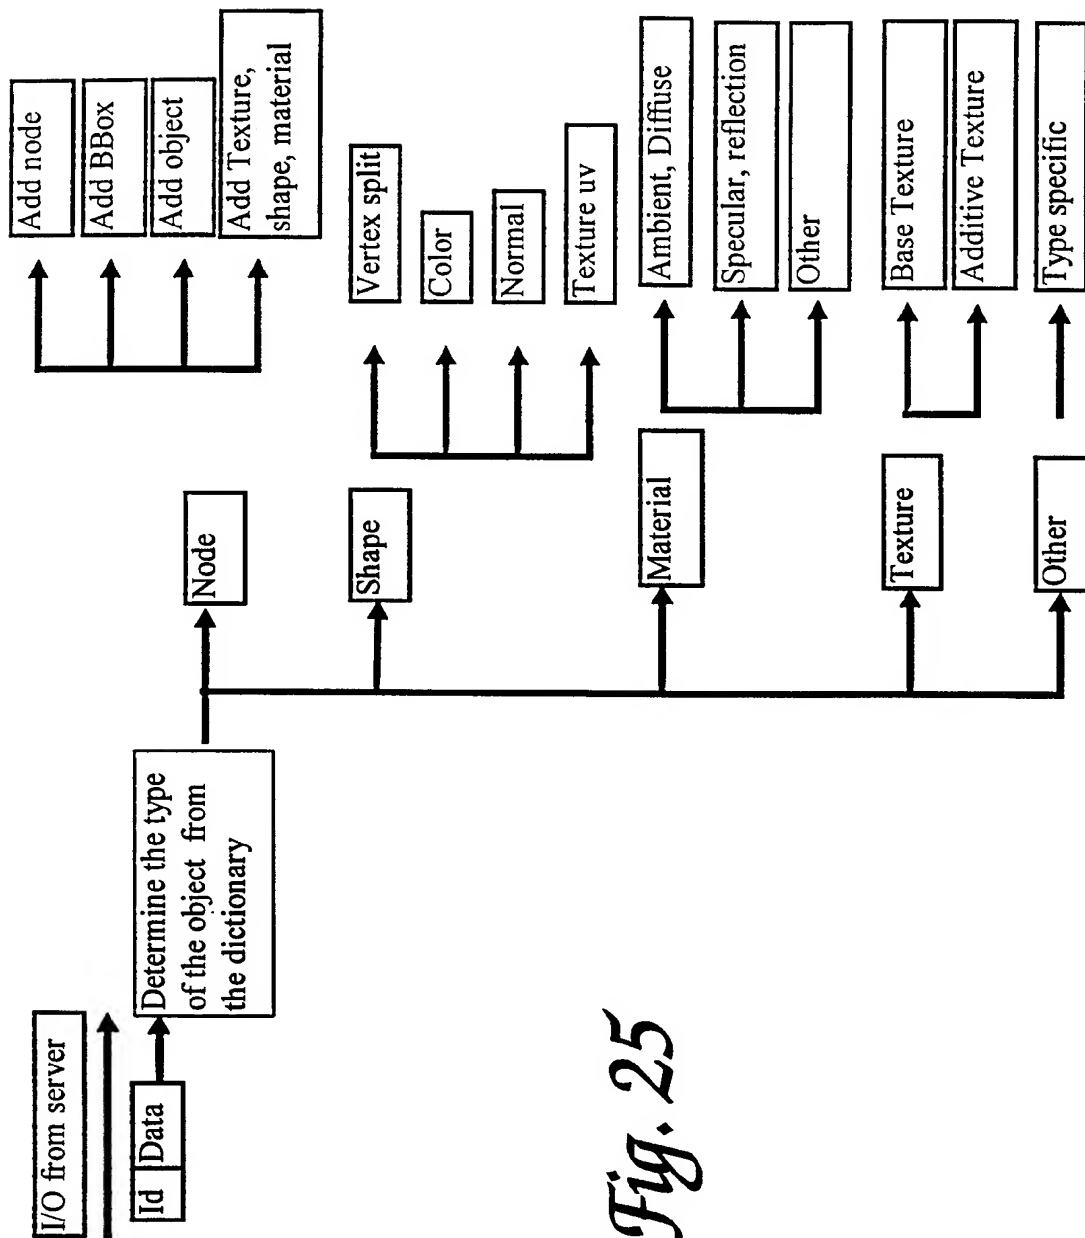 I/O from server
Id Data
Determine the type
of the object from
the dictionary
Node
Shape
Material
Texture
Other
Add node
Add BBox
Add object
Add Texture,
shape, material
Vertex split
Color
Normal
Texture uv
Ambient, Diffuse
Specular, reflection
Other
Base Texture
Additive Texture
Type specific
Fig. 25